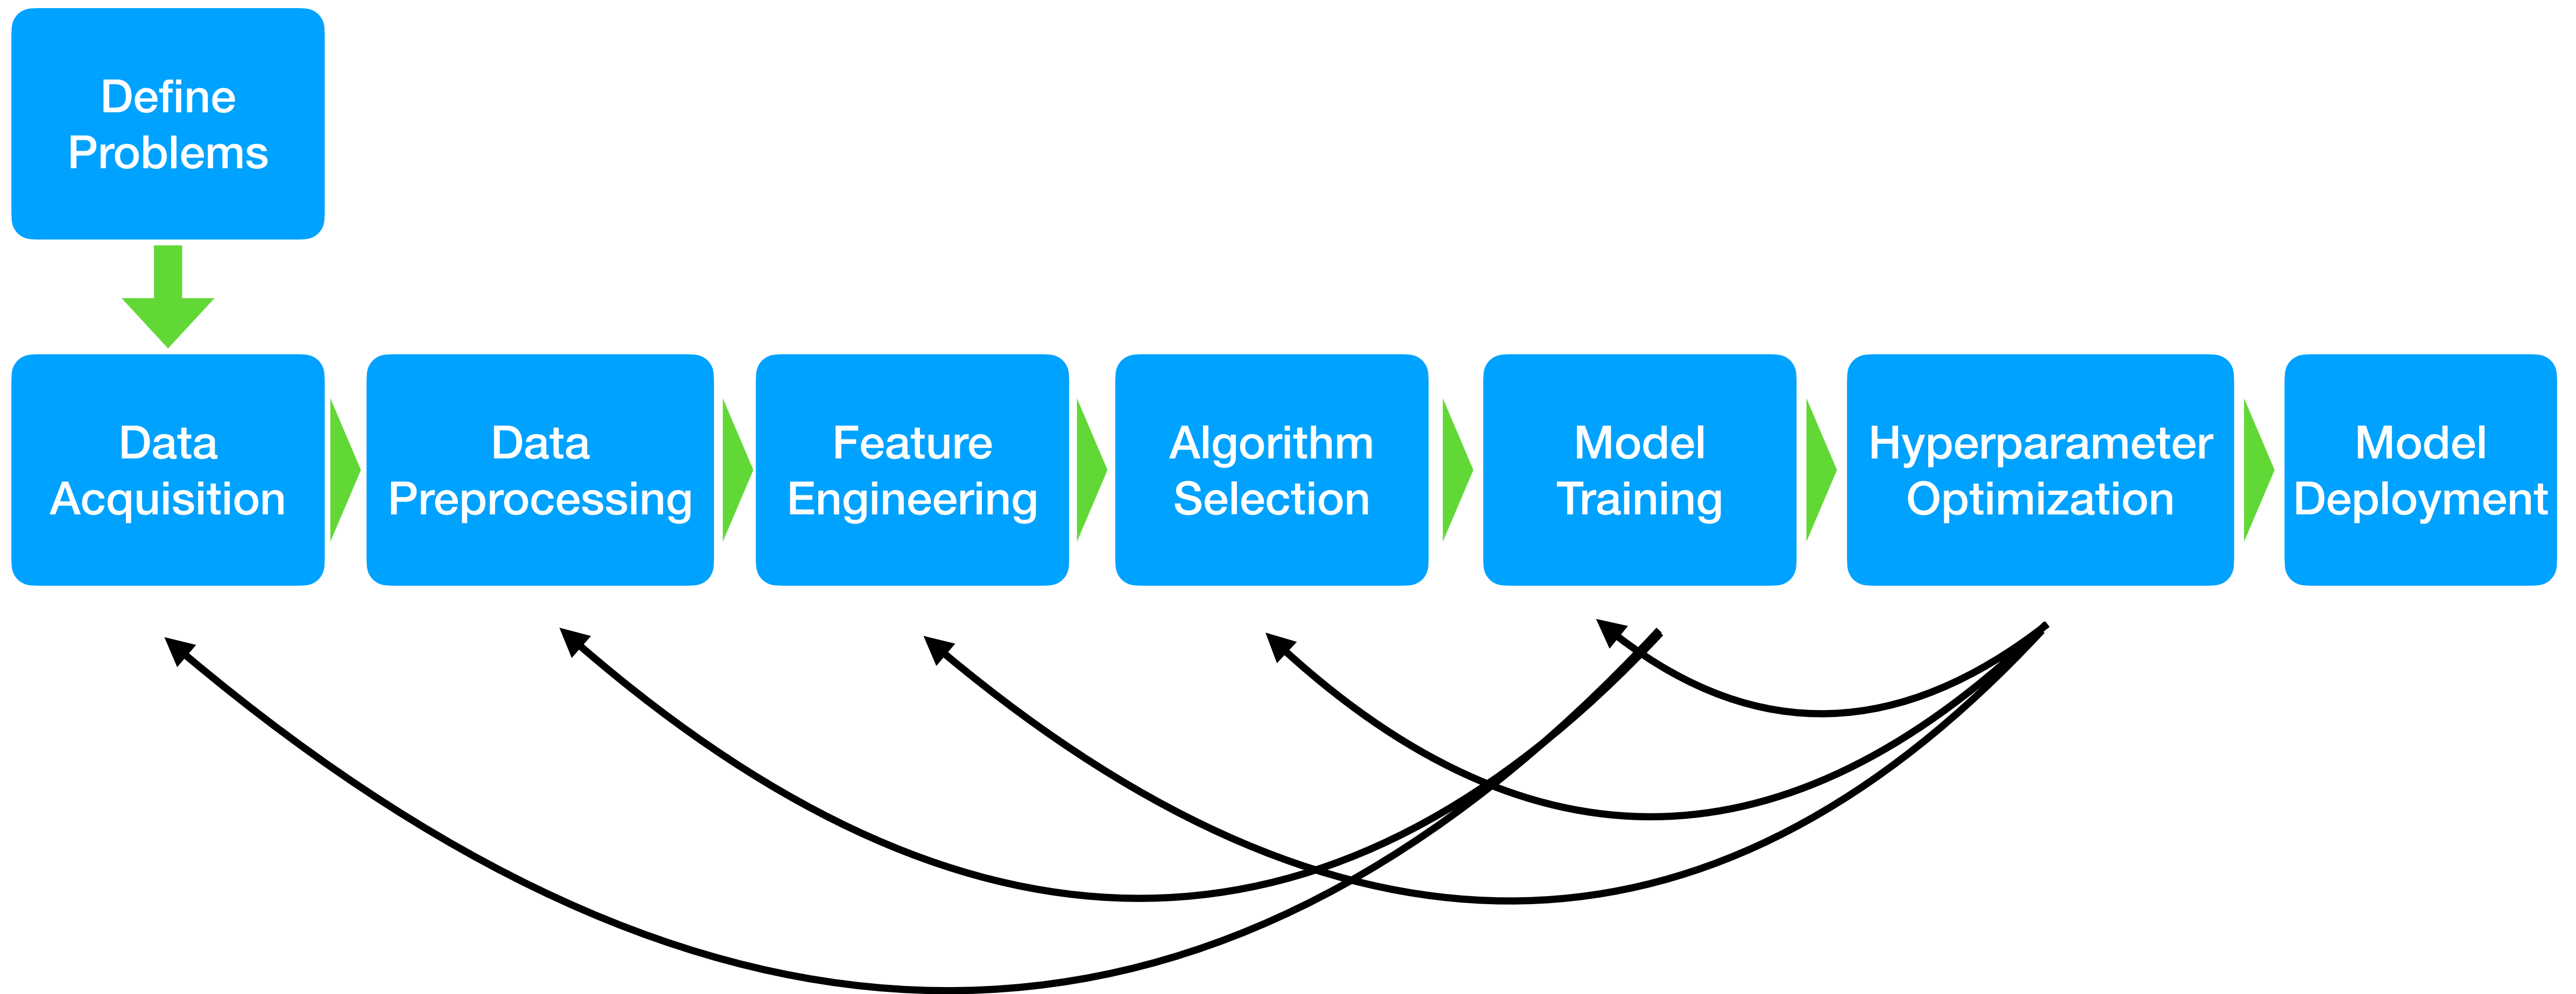 Define
Problems
Data
Acquisition
Data
Preprocessing
Feature
Engineering
Algorithm
Selection
Model
Training
Hyperparameter
Optimization
Model
Deployment